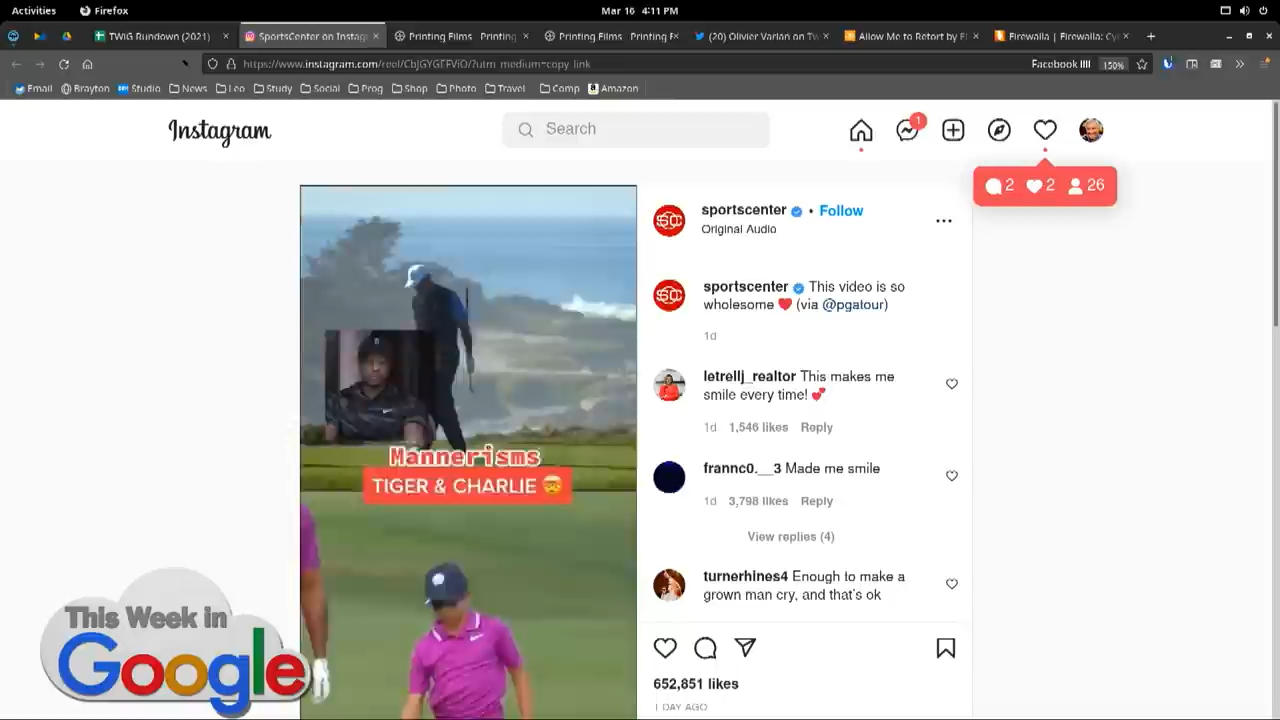 Activities
Firefox
Mar 16 4:11 PM
TWiG Rundown (2021)
SportsCenter on Instag
Printing Films - Printing
Printing Films - Printing F
(20) Olivier Varlan on Tw
Allow Me to Retort by E
Firewalla | Firewalla: Cy
https://www.instagram.com/reel/CbJGYGEFViO/?utm_medium=copy_link
Facebook
150%
Email
Brayton
Studio
News
Leo
Study
Social
Prog
Shop
Photo
Travel
Comp
Amazon
Instagram
Search
1
2
2
26
sportscenter • Follow
Original Audio
sportscenter This video is so
wholesome ❤️ (via @pgatour)
1d
letrellj_realtor This makes me
smile every time! 💕
1d 1,546 likes Reply
frannc0.__3 Made me smile
1d 3,798 likes Reply
View replies (4)
turnerhines4 Enough to make a
grown man cry, and that's ok
652,851 likes
1 DAY AGO
Mannerisms
TIGER & CHARLIE 🤯
This Week in
Google